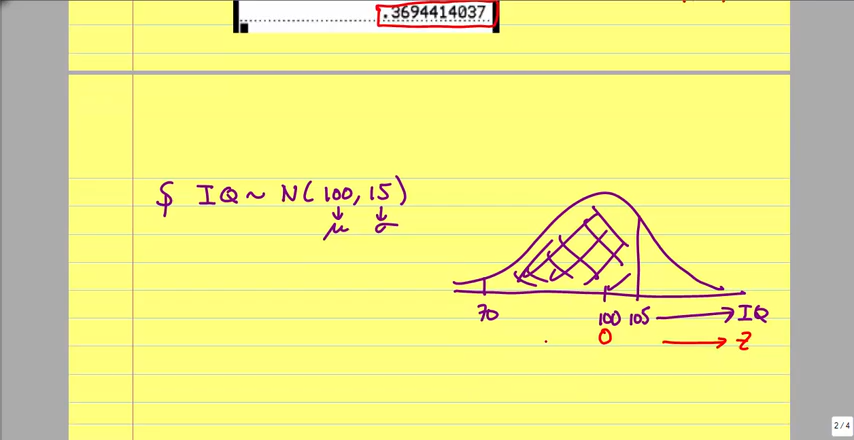 .3694414037
$ IQ ~ N(100, 15)
↓ ↓
μ σ
70 100 105 → IQ
0 → Z
2 / 4